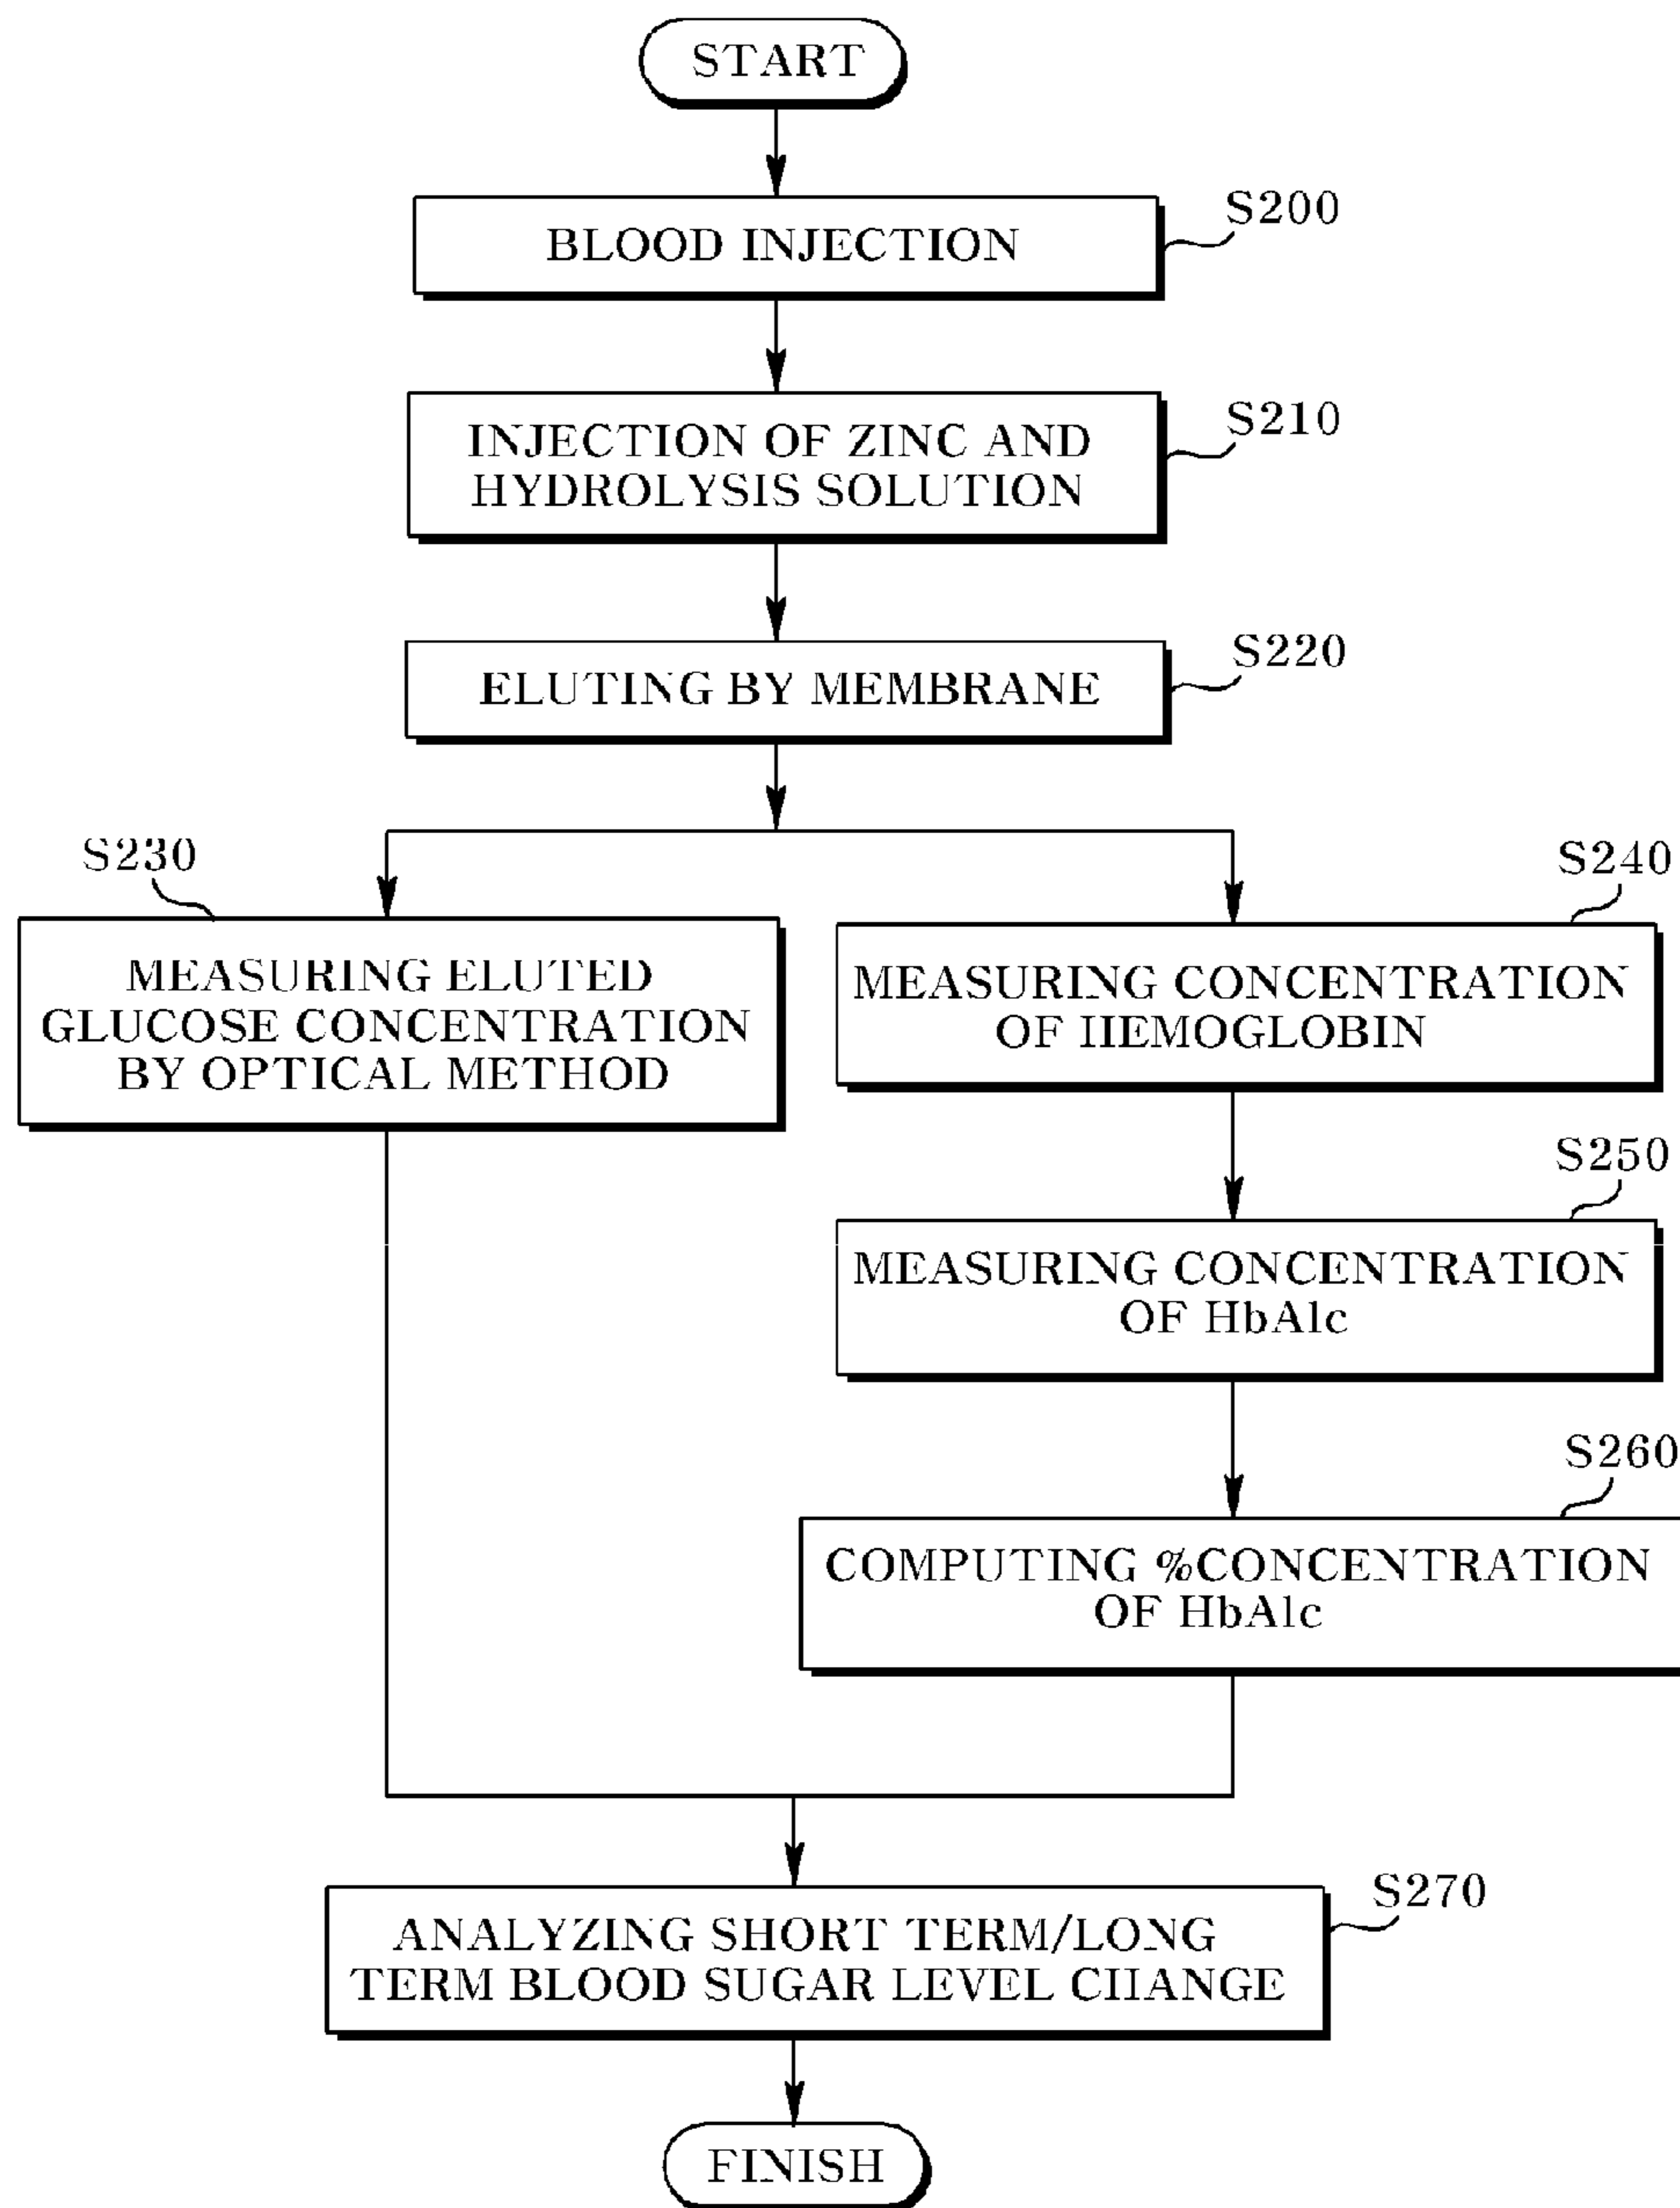 START
S200
BLOOD INJECTION
S210
INJECTION OF ZINC AND
HYDROLYSIS SOLUTION
S220
ELUTING BY MEMBRANE
S230
MEASURING ELUTED
GLUCOSE CONCENTRATION
BY OPTICAL METHOD
S240
MEASURING CONCENTRATION
OF HEMOGLOBIN
S250
MEASURING CONCENTRATION
OF HbAlc
S260
COMPUTING %CONCENTRATION
OF HbAlc
S270
ANALYZING SHORT TERM/LONG
TERM BLOOD SUGAR LEVEL CHANGE
FINISH